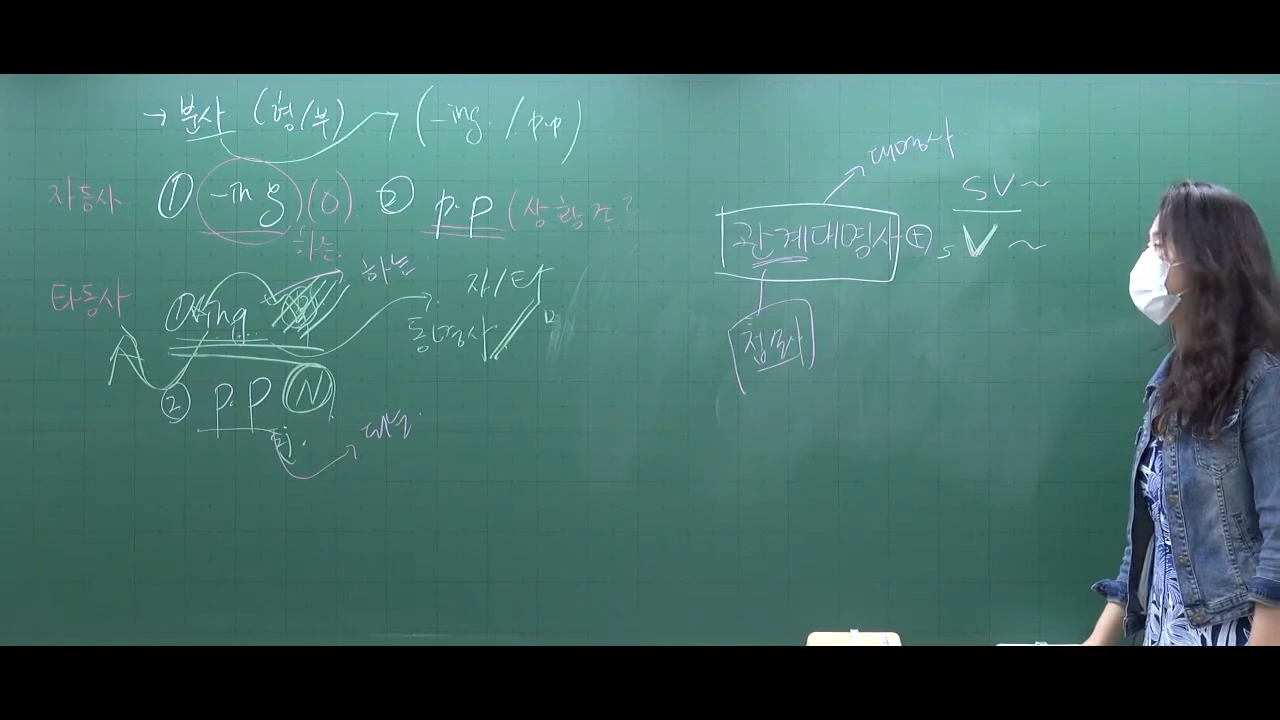 → 분사 (형/부) → (-ing. / p.p)
자동사 ① -ing (O) ② p.p (상황조
하는
타동사 ① ing 하는
자/타
동명사
② p.p N
되는
대명사
SV ~
관계대명사 ⊕ s V ~
접속사